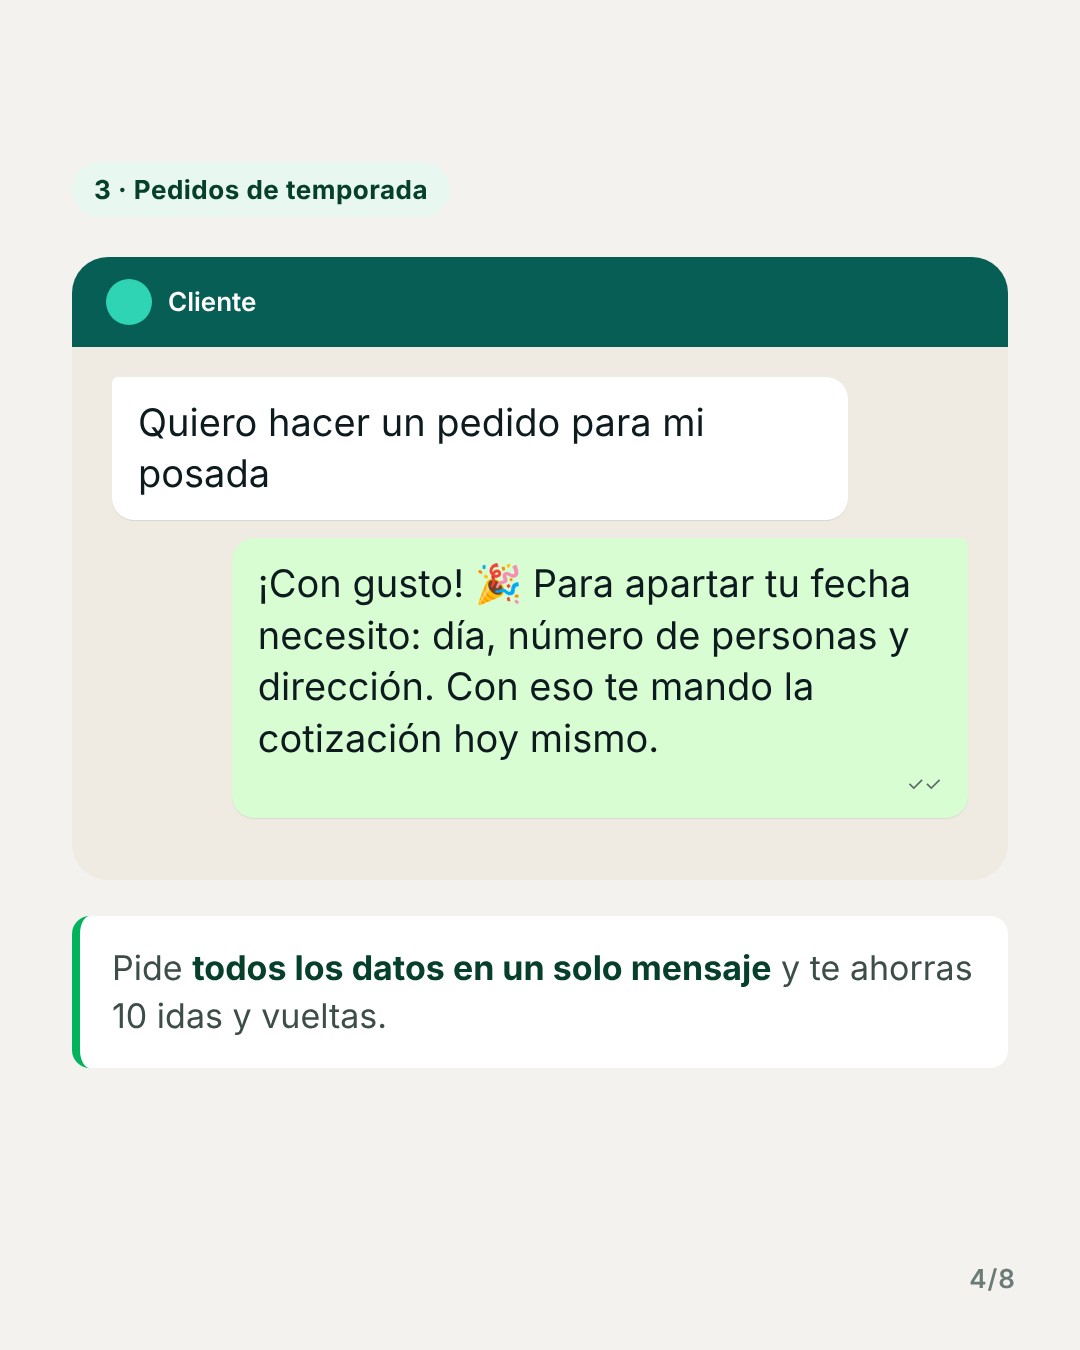 3 · Pedidos de temporada
Cliente
Quiero hacer un pedido para mi
posada
¡Con gusto! 🎉 Para apartar tu fecha
necesito: día, número de personas y
dirección. Con eso te mando la
cotización hoy mismo.
✓✓
Pide todos los datos en un solo mensaje y te ahorras
10 idas y vueltas.
4/8